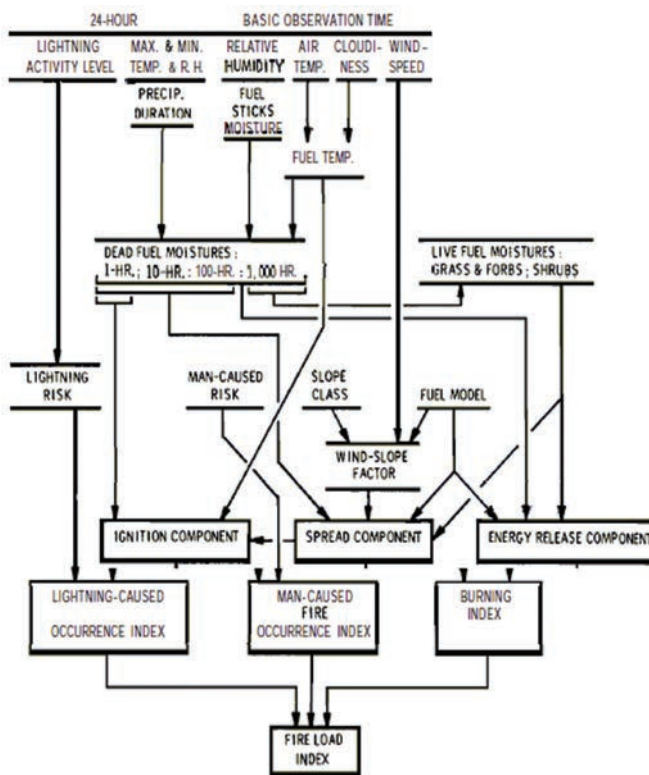 24-HOUR
BASIC OBSERVATION TIME
LIGHTNING
ACTIVITY LEVEL
MAX. & MIN.
TEMP. & R.H.
RELATIVE
HUMIDITY
AIR
TEMP.
CLOUDI-
NESS
WIND-
SPEED
PRECIP.
DURATION
FUEL
STICKS
MOISTURE
FUEL TEMP.
DEAD FUEL MOISTURES :
1-HR. ; 10-HR. : 100-HR. : 1,000 HR.
LIVE FUEL MOISTURES :
GRASS & FORBS ; SHRUBS
LIGHTNING
RISK
MAN-CAUSED
RISK
SLOPE
CLASS
FUEL MODEL
WIND-SLOPE
FACTOR
IGNITION COMPONENT
SPREAD COMPONENT
ENERGY RELEASE COMPONENT
LIGHTNING-CAUSED
OCCURRENCE INDEX
MAN-CAUSED
FIRE
OCCURRENCE INDEX
BURNING
INDEX
FIRE LOAD
INDEX